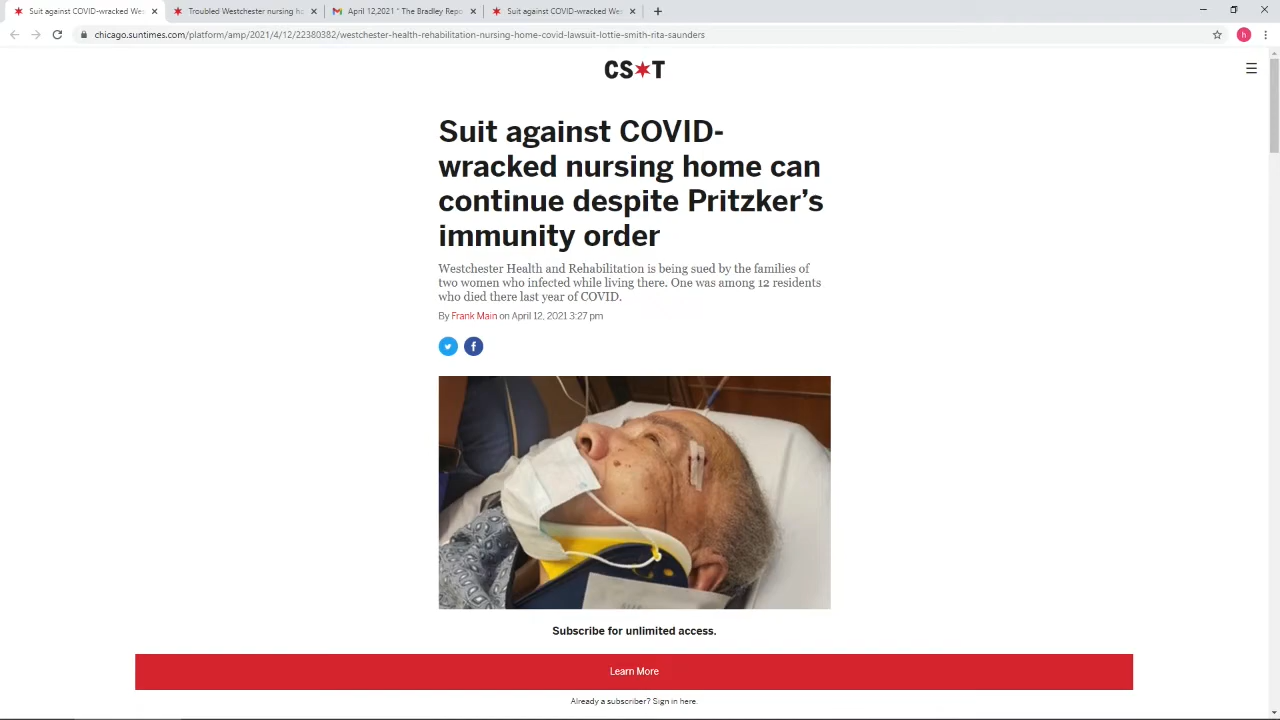 Suit against COVID-wracked We
Troubled Westchester nursing ho
April 12,2021 "The Bradley Repo
Suit against COVID-wracked Wes
chicago.suntimes.com/platform/amp/2021/4/12/22380382/westchester-health-rehabilitation-nursing-home-covid-lawsuit-lottie-smith-rita-saunders
h
CS T
Suit against COVID-
wracked nursing home can
continue despite Pritzker's
immunity order
Westchester Health and Rehabilitation is being sued by the families of
two women who infected while living there. One was among 12 residents
who died there last year of COVID.
By Frank Main on April 12, 2021 3:27 pm
Subscribe for unlimited access.
Learn More
Already a subscriber? Sign in here.